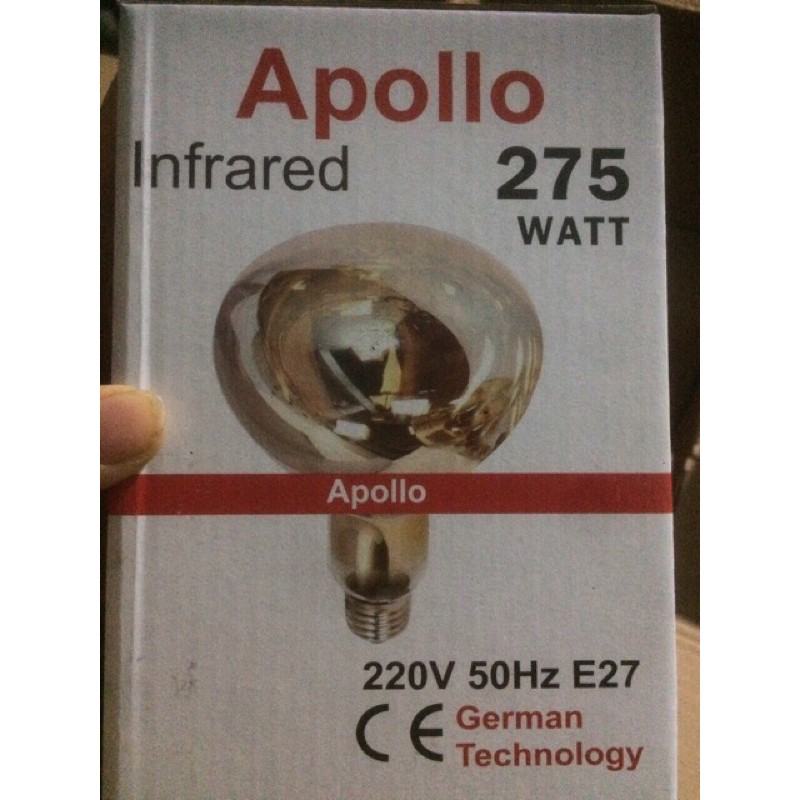 Apollo
Infrared
275
WATT
Apollo
220V 50Hz E27
CE German
Technology